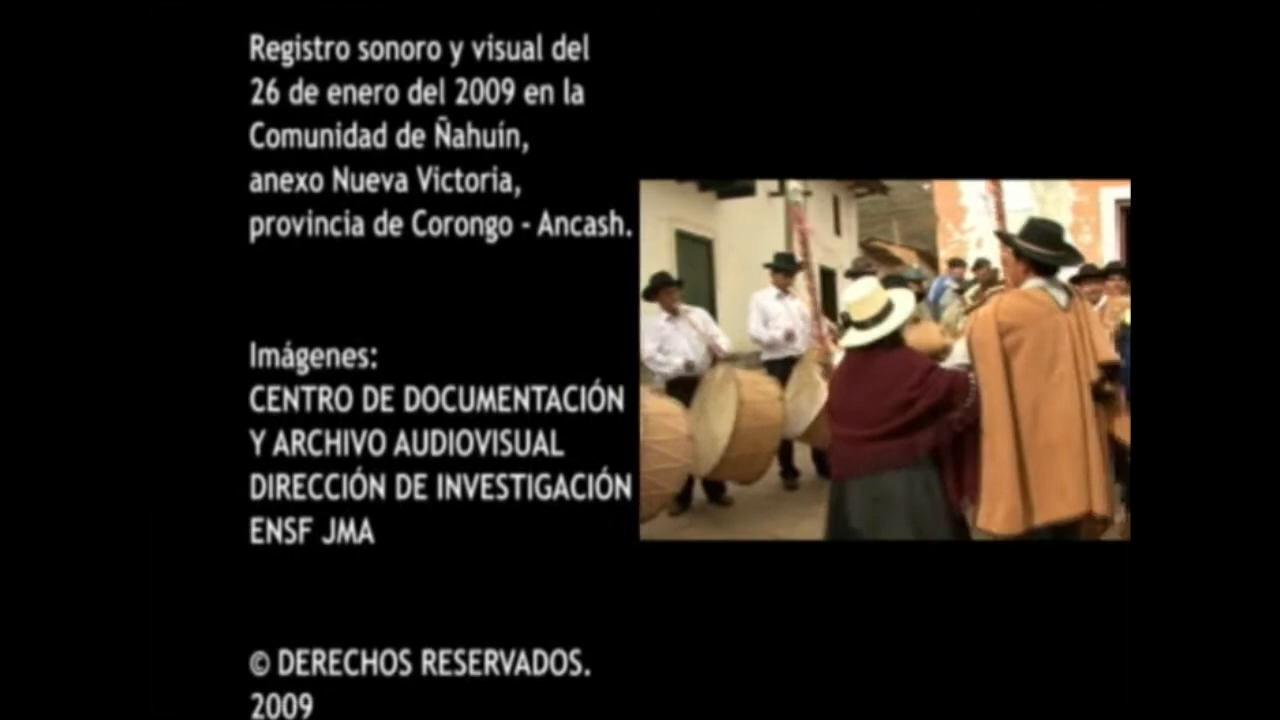 Registro sonoro y visual del
26 de enero del 2009 en la
Comunidad de Ñahuín,
anexo Nueva Victoria,
provincia de Corongo - Ancash.
Imágenes:
CENTRO DE DOCUMENTACIÓN
Y ARCHIVO AUDIOVISUAL
DIRECCIÓN DE INVESTIGACIÓN
ENSF JMA
© DERECHOS RESERVADOS.
2009